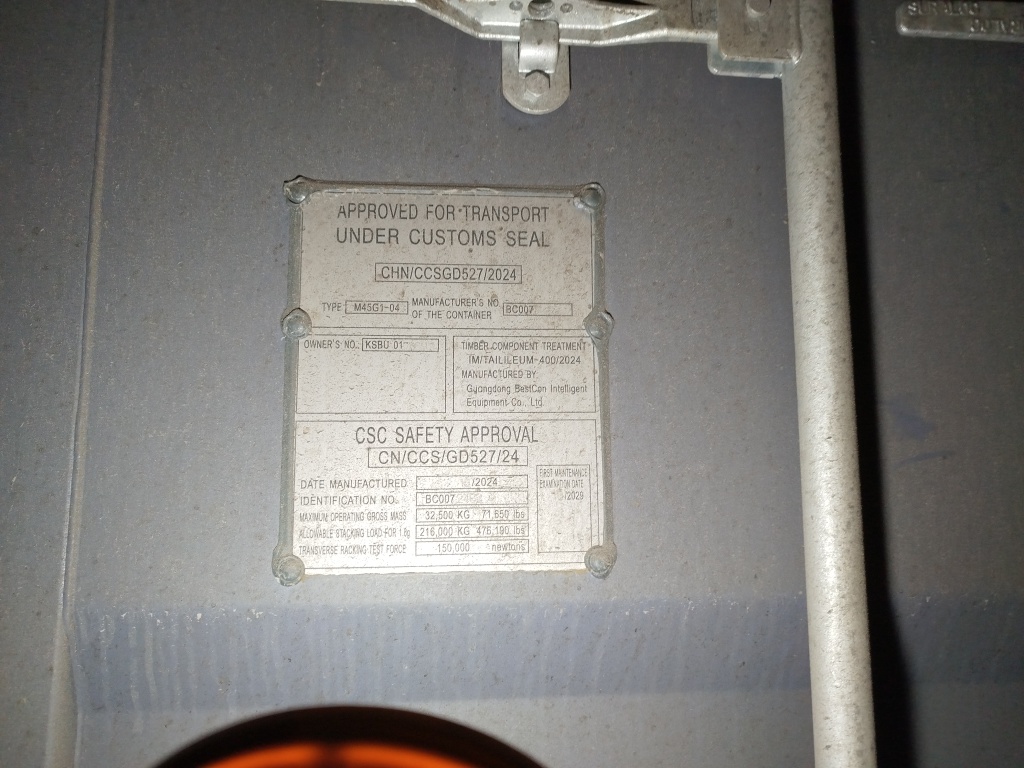 APPROVED FOR TRANSPORT
UNDER CUSTOMS SEAL
CHN/CCSGD527/2024
TYPE M45G1-04 MANUFACTURER'S NO. OF THE CONTAINER BC007
OWNER'S NO. KSBU 01
TIMBER COMPONENT TREATMENT
IM/TAILILEUM-400/2024
MANUFACTURED BY
Gyangdong BestCon Intelligent
Equipment Co., Ltd.
CSC SAFETY APPROVAL
CN/CCS/GD527/24
DATE MANUFACTURED /2024
IDENTIFICATION NO. BC007
MAXIMUM OPERATING GROSS MASS 32,500 KG 71,650 lbs
ALLOWABLE STACKING LOAD FOR 1.8g 216,000 KG 476,190 lbs
TRANSVERSE RACKING TEST FORCE 150,000 newtons
FIRST MAINTENANCE
EXAMINATION DATE
/2029